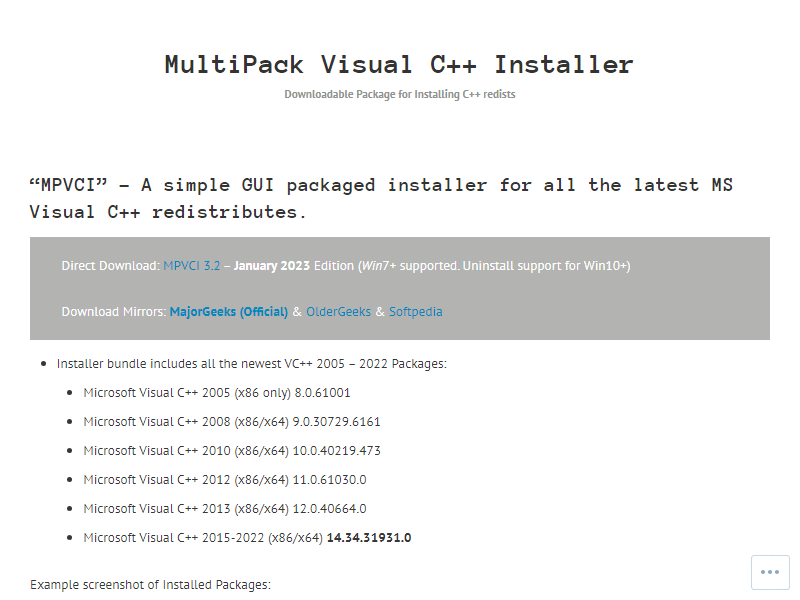 MultiPack Visual C++ Installer
Downloadable Package for Installing C++ redists
“MPVCI” – A simple GUI packaged installer for all the latest MS
Visual C++ redistributes.
Direct Download: MPVCI 3.2 – January 2023 Edition (Win7+ supported. Uninstall support for Win10+)
Download Mirrors: MajorGeeks (Official) & OlderGeeks & Softpedia
Installer bundle includes all the newest VC++ 2005 – 2022 Packages:
Microsoft Visual C++ 2005 (x86 only) 8.0.61001
Microsoft Visual C++ 2008 (x86/x64) 9.0.30729.6161
Microsoft Visual C++ 2010 (x86/x64) 10.0.40219.473
Microsoft Visual C++ 2012 (x86/x64) 11.0.61030.0
Microsoft Visual C++ 2013 (x86/x64) 12.0.40664.0
Microsoft Visual C++ 2015-2022 (x86/x64) 14.34.31931.0
Example screenshot of Installed Packages: